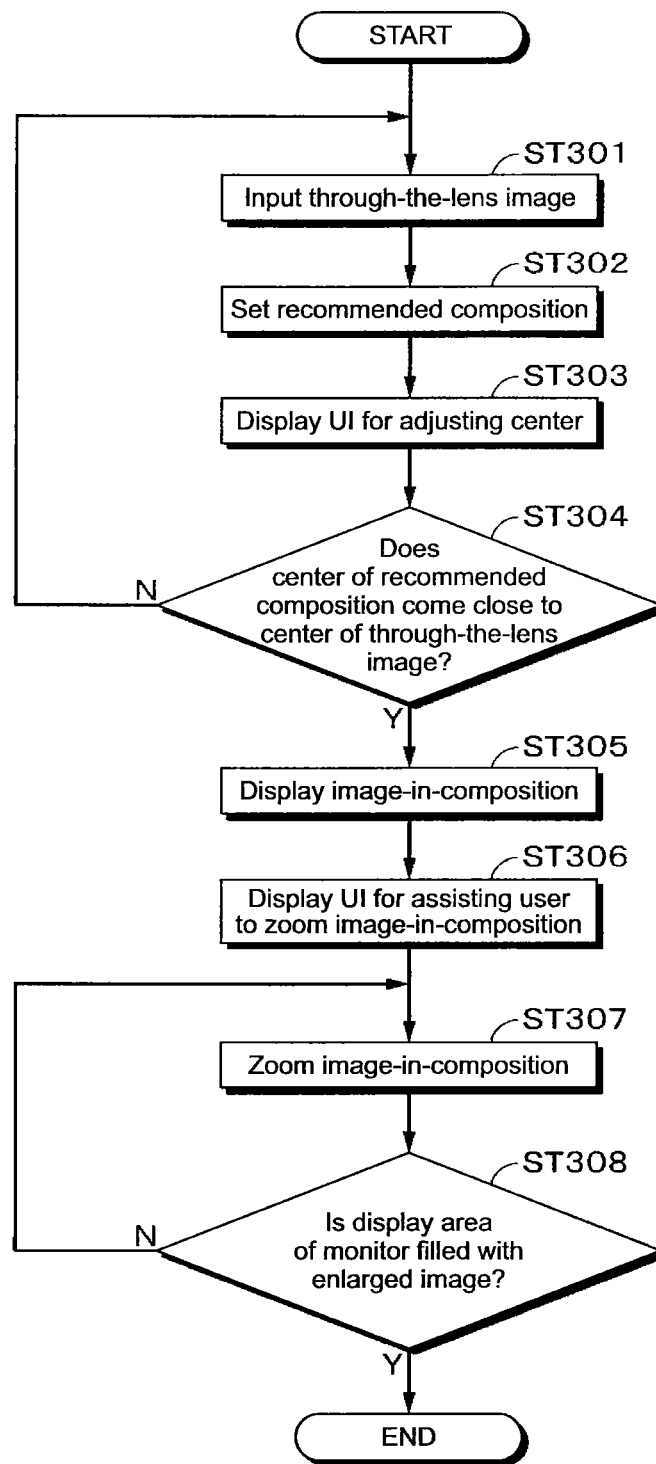 START
ST301
Input through-the-lens image
ST302
Set recommended composition
ST303
Display UI for adjusting center
ST304
Does
center of recommended
composition come close to
center of through-the-lens
image?
N
Y
ST305
Display image-in-composition
ST306
Display UI for assisting user
to zoom image-in-composition
ST307
Zoom image-in-composition
ST308
Is display area
of monitor filled with
enlarged image?
N
Y
END